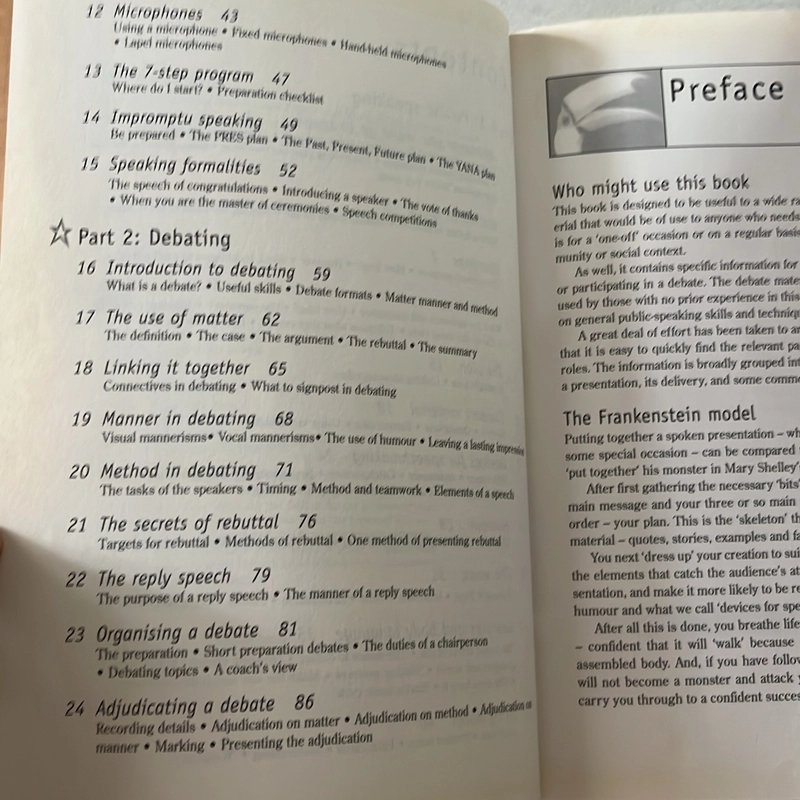 12 Microphones 43
Using a microphone • Fixed microphones • Hand-held microphones
• Lapel microphones
13 The 7-step program 47
Where do I start? • Preparation checklist
14 Impromptu speaking 49
Be prepared • The PRES plan • The Past, Present, Future plan • The YANA plan
15 Speaking formalities 52
The speech of congratulations • Introducing a speaker • The vote of thanks
• When you are the master of ceremonies • Speech competitions
Part 2: Debating
16 Introduction to debating 59
What is a debate? • Useful skills • Debate formats • Matter manner and method
17 The use of matter 62
The definition • The case • The argument • The rebuttal • The summary
18 Linking it together 65
Connectives in debating • What to signpost in debating
19 Manner in debating 68
Visual mannerisms• Vocal mannerisms• The use of humour • Leaving a lasting impression
20 Method in debating 71
The tasks of the speakers • Timing • Method and teamwork • Elements of a speech
21 The secrets of rebuttal 76
Targets for rebuttal • Methods of rebuttal • One method of presenting rebuttal
22 The reply speech 79
The purpose of a reply speech • The manner of a reply speech
23 Organising a debate 81
The preparation • Short preparation debates • The duties of a chairperson
• Debating topics • A coach's view
24 Adjudicating a debate 86
Recording details • Adjudication on matter • Adjudication on method • Adjudication on
manner • Marking • Presenting the adjudication
Preface
Who might use this book
This book is designed to be useful to a wide
erial that would be of use to anyone who needs
is for a 'one-off' occasion or on a regular basis
munity or social context.
As well, it contains specific information for
or participating in a debate. The debate
used by those with no prior experience in this
on general public-speaking skills and
A great deal of effort has been taken to
that it is easy to quickly find the relevant
roles. The information is broadly grouped
a presentation, its delivery, and some
The Frankenstein model
Putting together a spoken presentation –
some special occasion – can be compared
'put together' his monster in Mary Shelley's
After first gathering the necessary 'bits'
main message and your three or so main
order – your plan. This is the 'skeleton'
material – quotes, stories, examples and
You next 'dress up' your creation to
the elements that catch the audience's
sentation, and make it more likely to be
humour and what we call 'devices for
After all this is done, you breathe life
– confident that it will 'walk' because
assembled body. And, if you have
will not become a monster and attack
carry you through to a confident